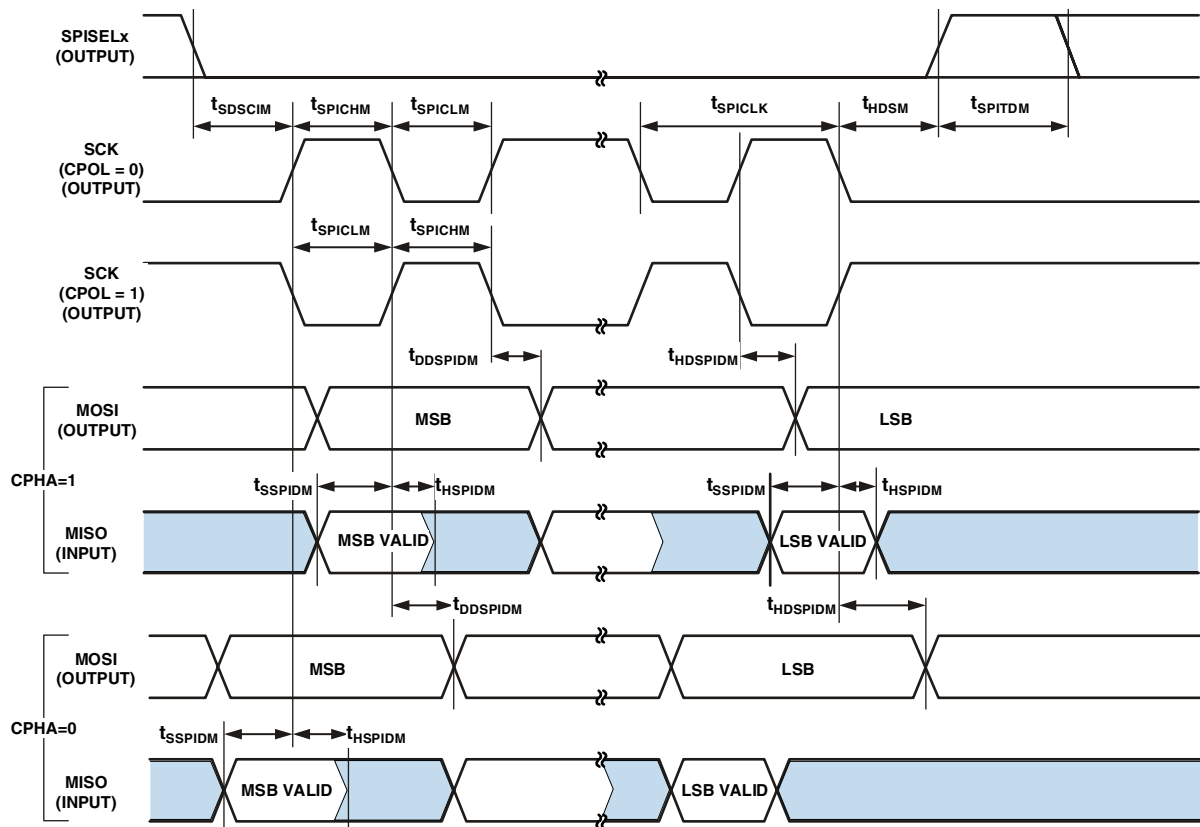 SPISELx
(OUTPUT)
tSDSCIM tSPICHM tSPICLM tSPICLK tHDSM tSPITDM
SCK
(CPOL = 0)
(OUTPUT)
tSPICLM tSPICHM
SCK
(CPOL = 1)
(OUTPUT)
tDDSPIDM tHDSPIDM
MOSI
(OUTPUT)
MSB LSB
CPHA=1
tSSPIDM tHSPIDM tSSPIDM tHSPIDM
MISO
(INPUT)
MSB VALID LSB VALID
tDDSPIDM tHDSPIDM
MOSI
(OUTPUT)
MSB LSB
CPHA=0
tSSPIDM tHSPIDM
MISO
(INPUT)
MSB VALID LSB VALID